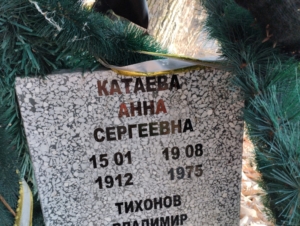 КАТАЕВА
АННА
СЕРГЕЕВНА
15 01 19 08
1912 1975
ТИХОНОВ
ВЛАДИМИР